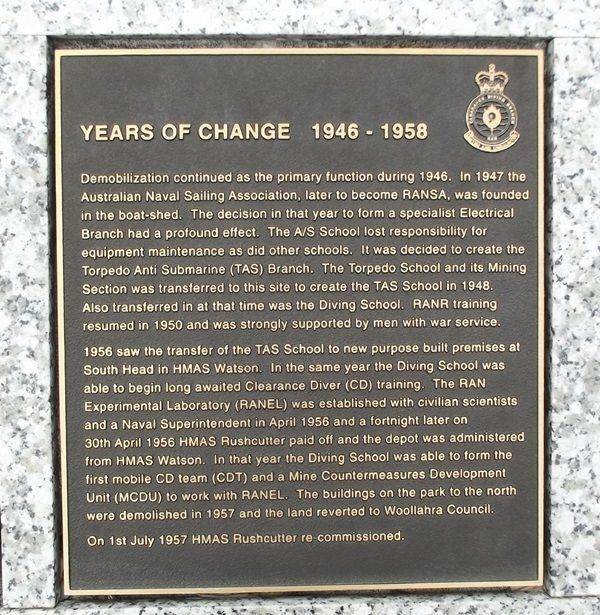 YEARS OF CHANGE 1946 - 1958
Demobilization continued as the primary function during 1946. In 1947 the
Australian Naval Sailing Association, later to become RANSA, was founded
in the boat-shed. The decision in that year to form a specialist Electrical
Branch had a profound effect. The A/S School lost responsibility for
equipment maintenance as did other schools. It was decided to create the
Torpedo Anti Submarine (TAS) Branch. The Torpedo School and its Mining
Section was transferred to this site to create the TAS School in 1948.
Also transferred in at that time was the Diving School. RANR training
resumed in 1950 and was strongly supported by men with war service.
1956 saw the transfer of the TAS School to new purpose built premises at
South Head in HMAS Watson. In the same year the Diving School was
able to begin long awaited Clearance Diver (CD) training. The RAN
Experimental Laboratory (RANEL) was established with civilian scientists
and a Naval Superintendent in April 1956 and a fortnight later on
30th April 1956 HMAS Rushcutter paid off and the depot was administered
from HMAS Watson. In that year the Diving School was able to form the
first mobile CD team (CDT) and a Mine Countermeasures Development
Unit (MCDU) to work with RANEL. The buildings on the park to the north
were demolished in 1957 and the land reverted to Woollahra Council.
On 1st July 1957 HMAS Rushcutter re-commissioned.